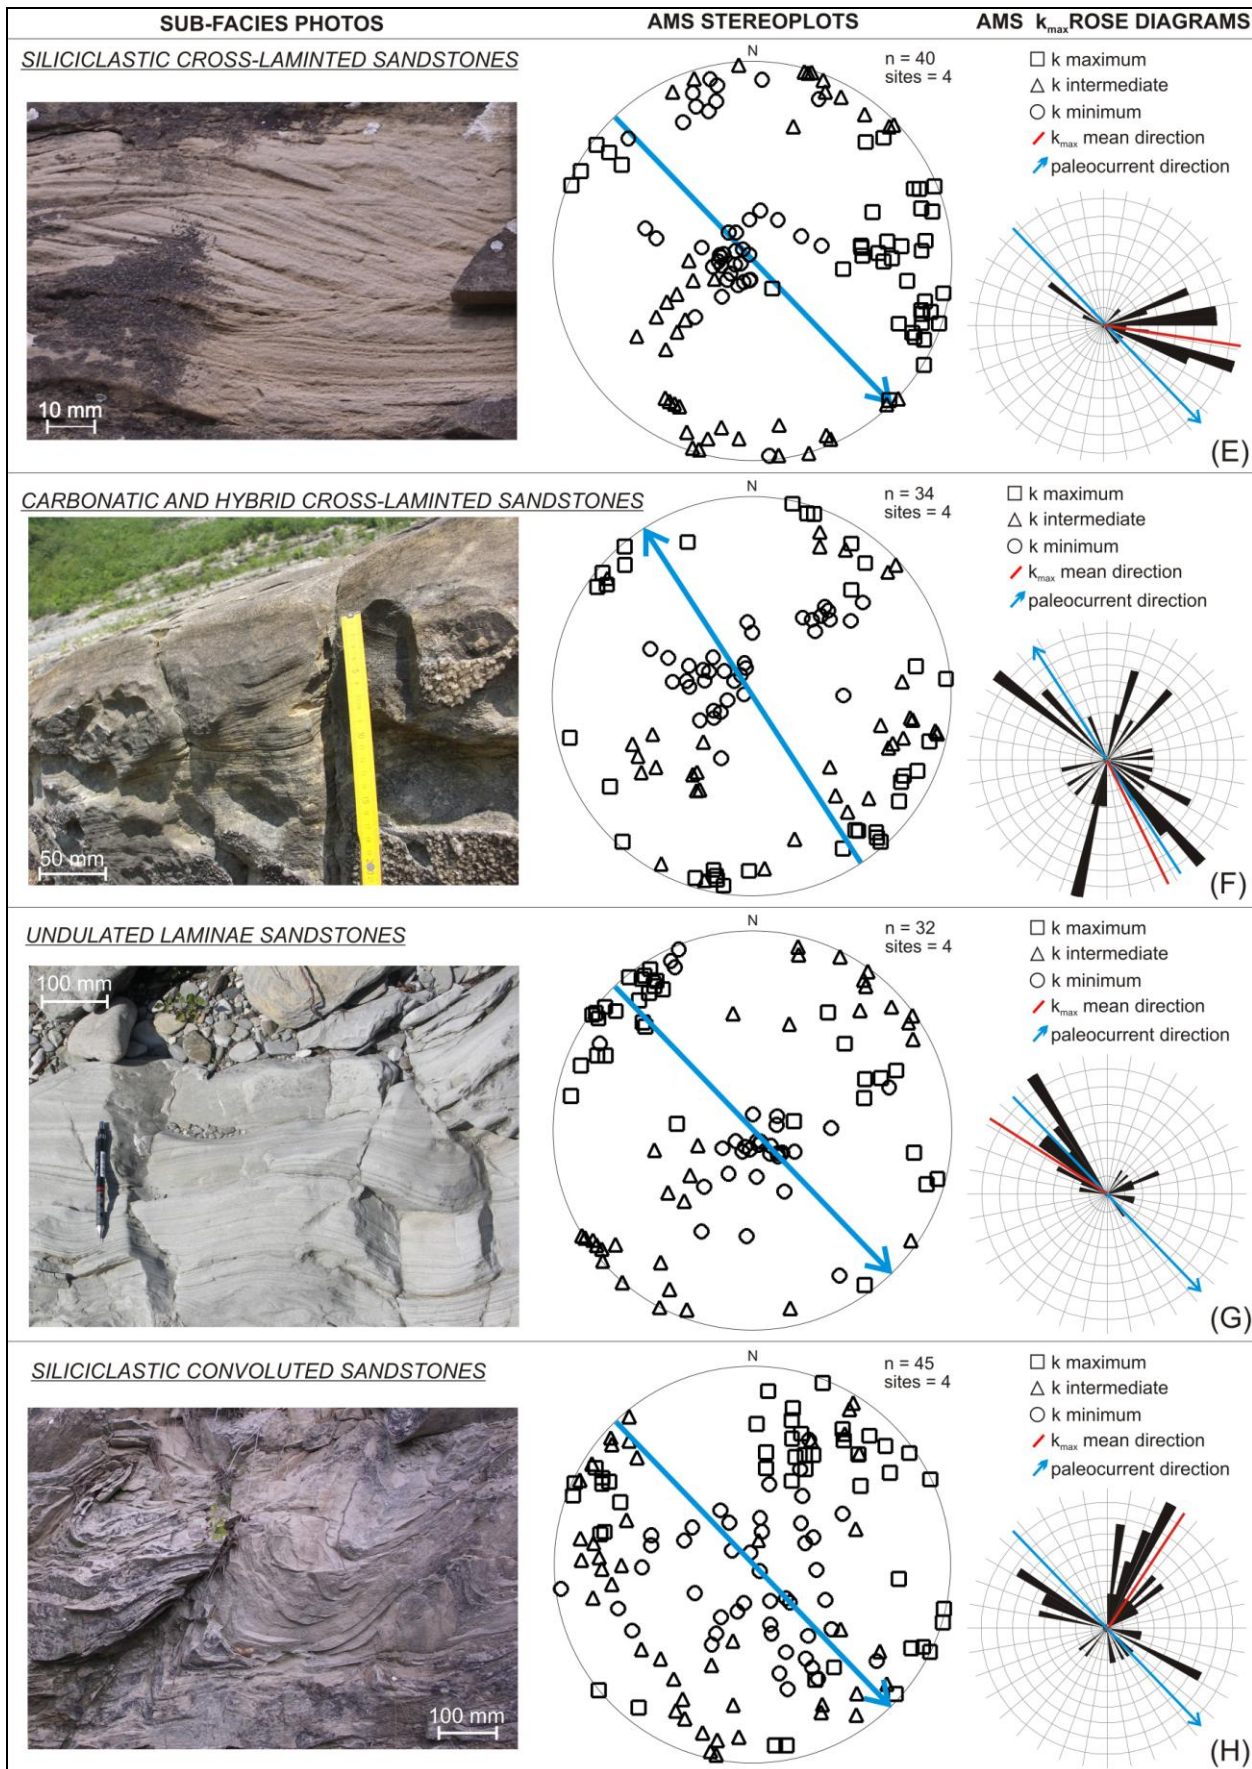 SUB-FACIES PHOTOS
AMS STEREOPLOTS
AMS kmaxROSE DIAGRAMS
SILICICLASTIC CROSS-LAMINTED SANDSTONES
10 mm
N
n = 40
sites = 4
k maximum
k intermediate
k minimum
kmax mean direction
paleocurrent direction
(E)
CARBONATIC AND HYBRID CROSS-LAMINTED SANDSTONES
50 mm
N
n = 34
sites = 4
k maximum
k intermediate
k minimum
kmax mean direction
paleocurrent direction
(F)
UNDULATED LAMINAE SANDSTONES
100 mm
N
n = 32
sites = 4
k maximum
k intermediate
k minimum
kmax mean direction
paleocurrent direction
(G)
SILICICLASTIC CONVOLUTED SANDSTONES
100 mm
N
n = 45
sites = 4
k maximum
k intermediate
k minimum
kmax mean direction
paleocurrent direction
(H)